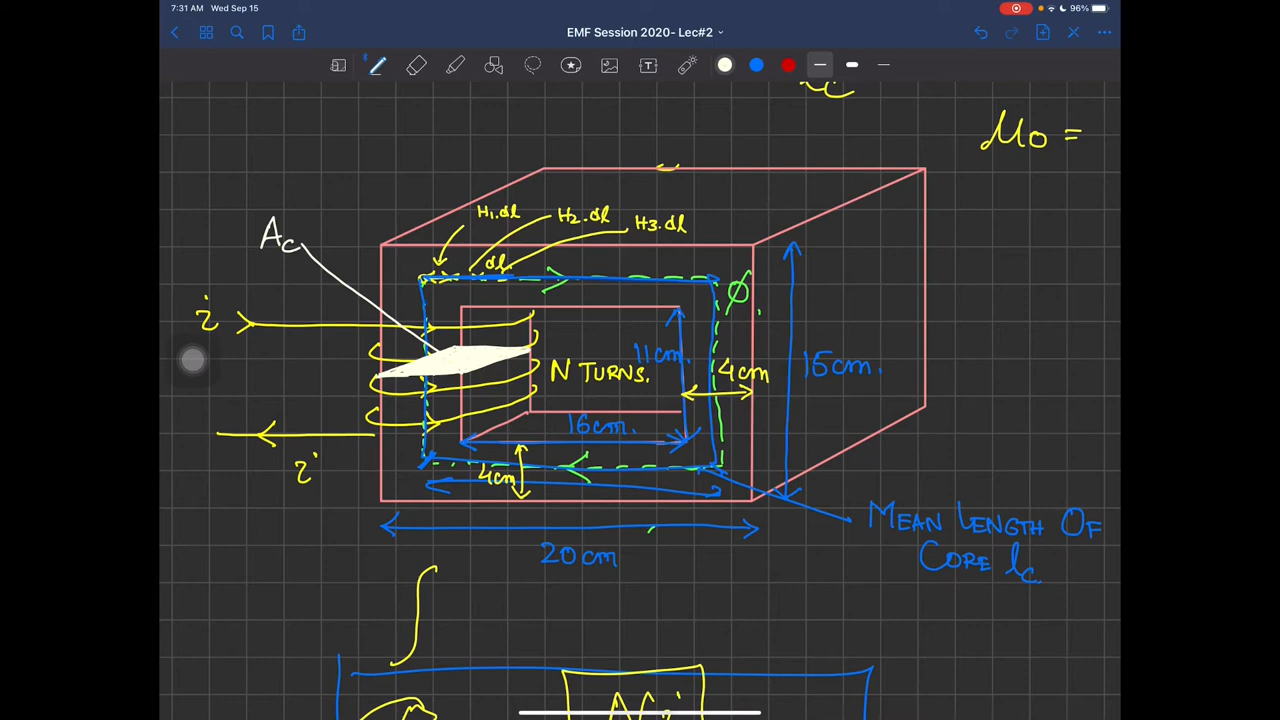 7:31 AM Wed Sep 15
96%
EMF Session 2020- Lec#2
μ0 =
Ac
H1.dl
H2.dl
H3.dl
dl
φ
i
11cm.
N TURNS.
4cm
15cm.
16cm.
i
4cm
MEAN LENGTH OF
CORE lc
20cm